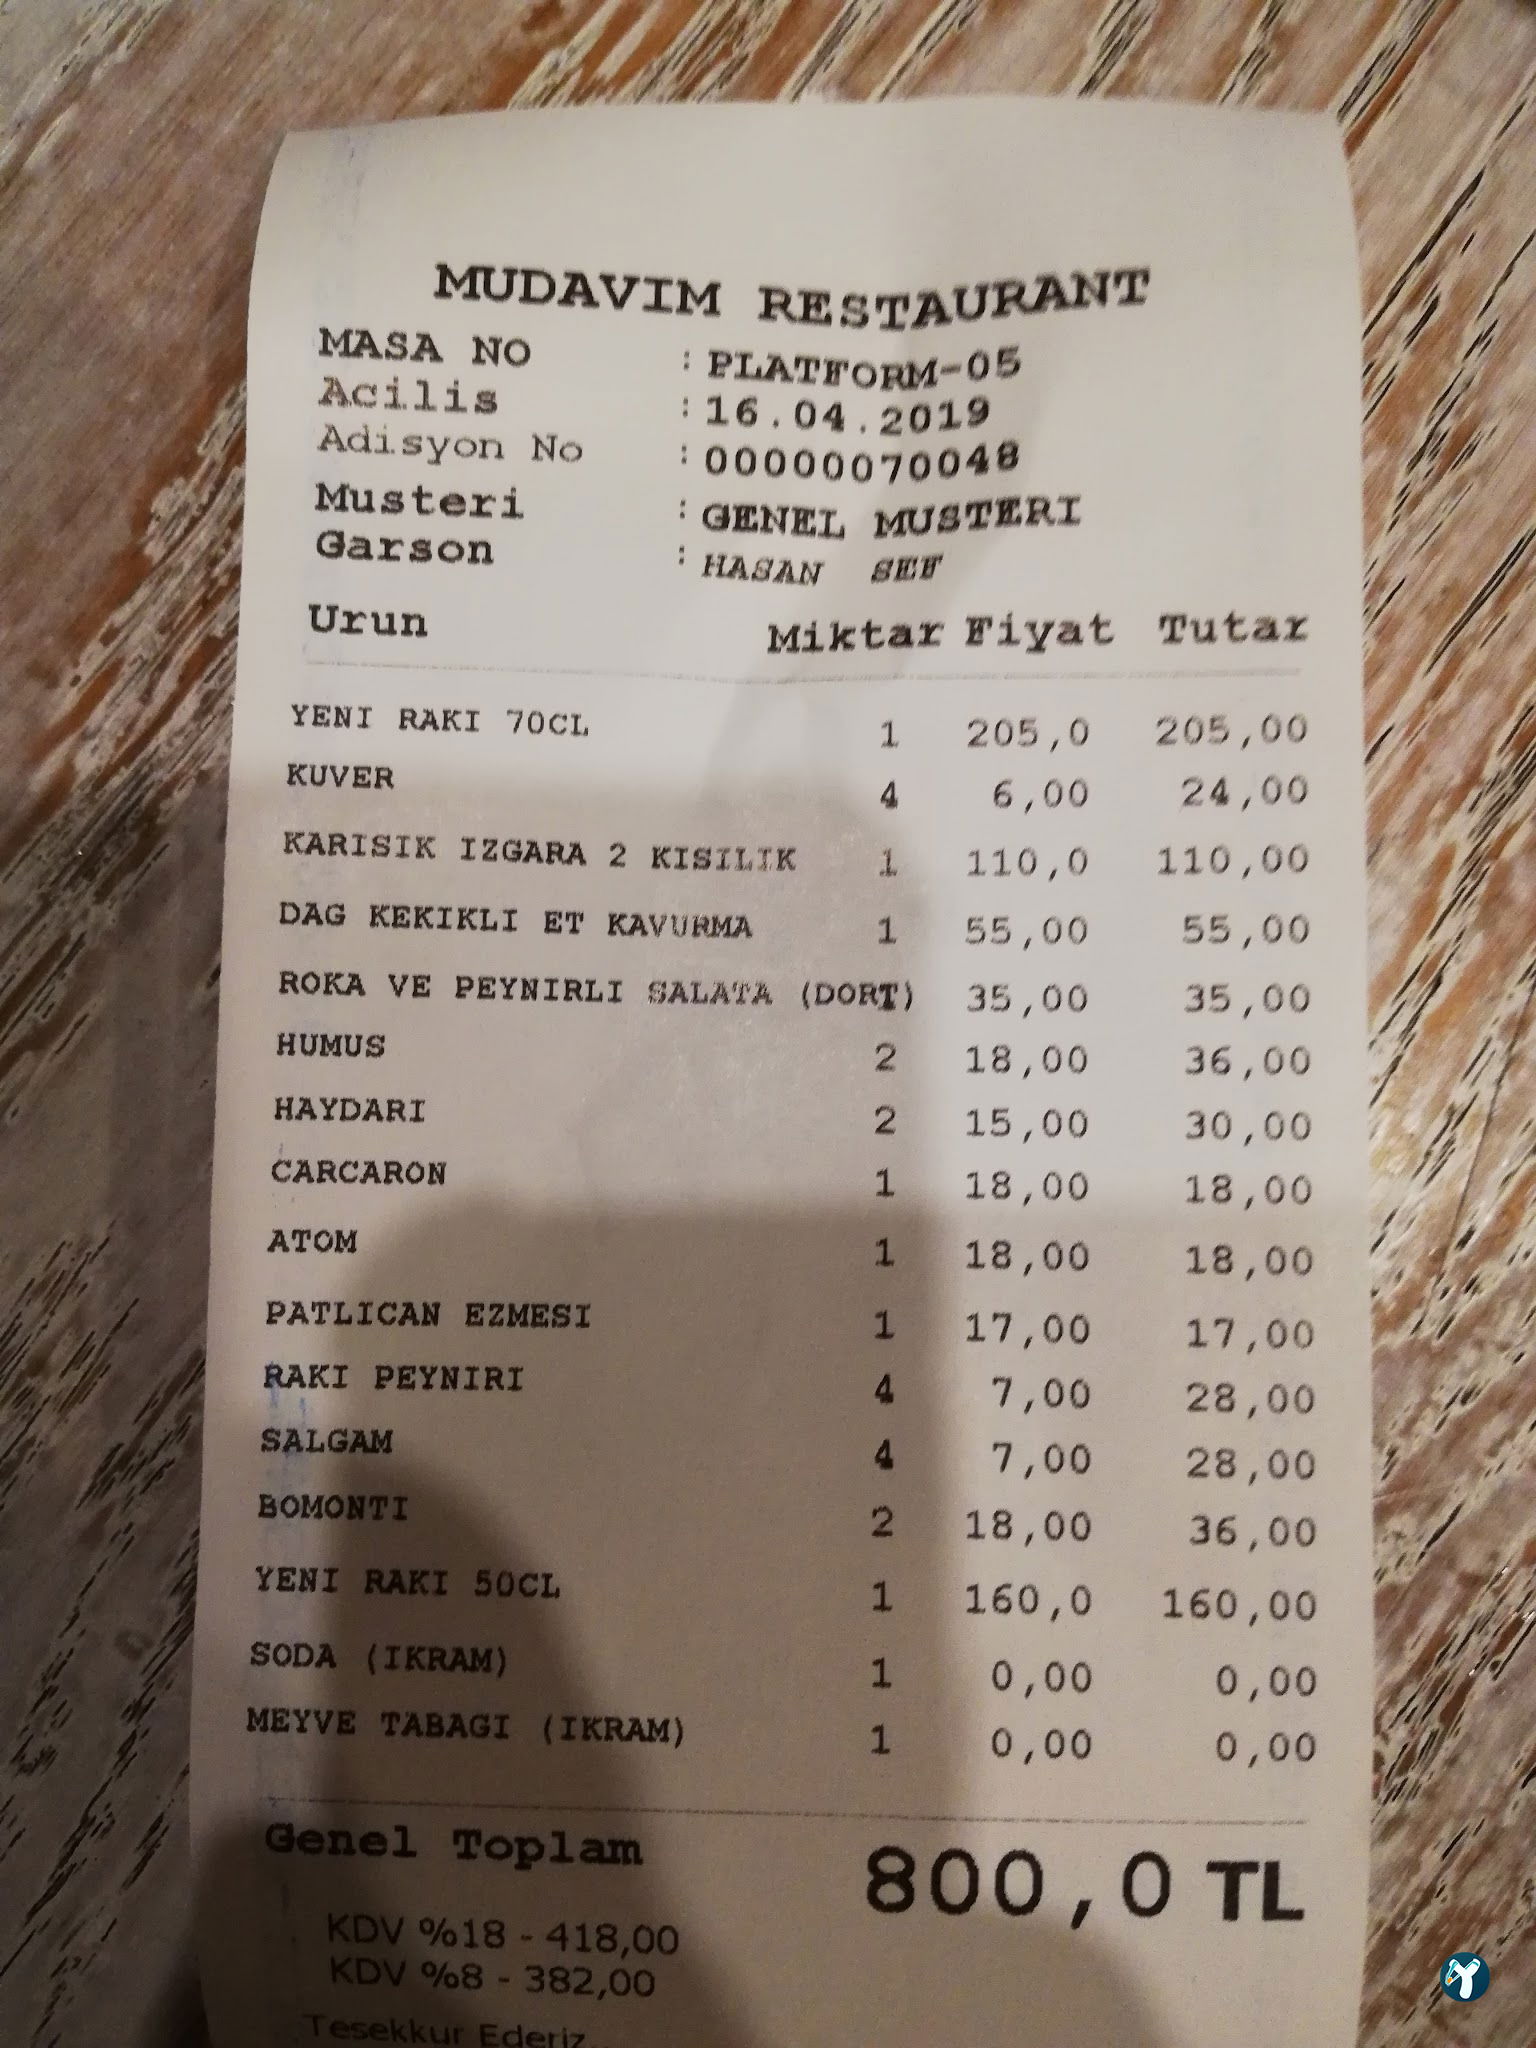 MUDAVIM RESTAURANT
MASA NO : PLATFORM-05
Acilis : 16.04.2019
Adisyon No : 00000070048
Musteri : GENEL MUSTERI
Garson : HASAN SEF
Urun Miktar Fiyat Tutar
YENI RAKI 70CL 1 205,0 205,00
KUVER 4 6,00 24,00
KARISIK IZGARA 2 KISILIK 1 110,0 110,00
DAG KEKIKLI ET KAVURMA 1 55,00 55,00
ROKA VE PEYNIRLI SALATA (DORT) 1 35,00 35,00
HUMUS 2 18,00 36,00
HAYDARI 2 15,00 30,00
CARCARON 1 18,00 18,00
ATOM 1 18,00 18,00
PATLICAN EZMESI 1 17,00 17,00
RAKI PEYNIRI 4 7,00 28,00
SALGAM 4 7,00 28,00
BOMONTI 2 18,00 36,00
YENI RAKI 50CL 1 160,0 160,00
SODA (IKRAM) 1 0,00 0,00
MEYVE TABAGI (IKRAM) 1 0,00 0,00
Genel Toplam 800,0 TL
KDV %18 - 418,00
KDV %8 - 382,00
Tesekkur Ederiz...